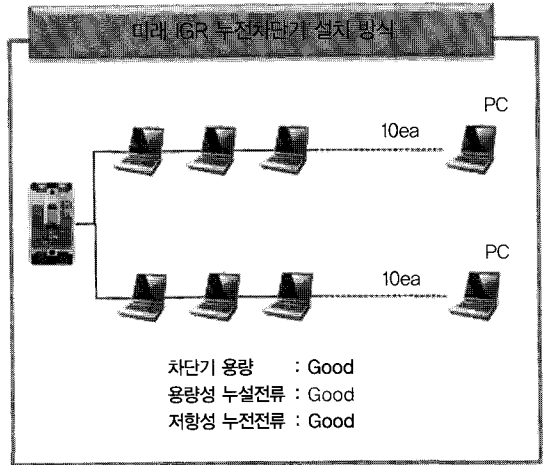 미래 IGR 누전차단기 설치 방식
PC
10ea
PC
10ea
차단기 용량 : Good
용량성 누설전류 : Good
저항성 누전전류 : Good